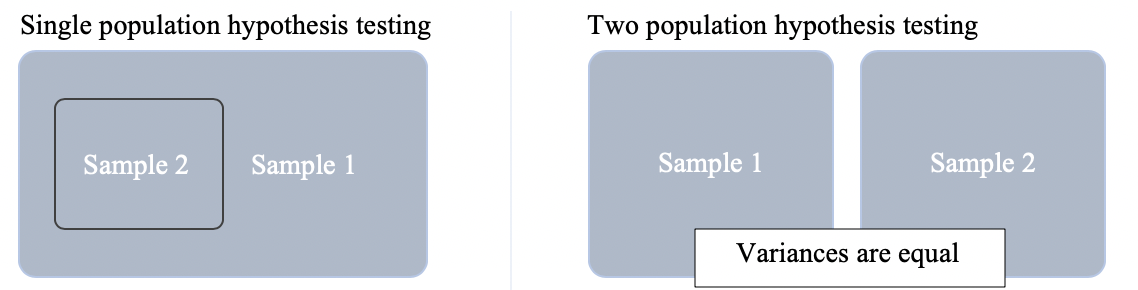 Single population hypothesis testing
Sample 2
Sample 1
Two population hypothesis testing
Sample 1
Sample 2
Variances are equal